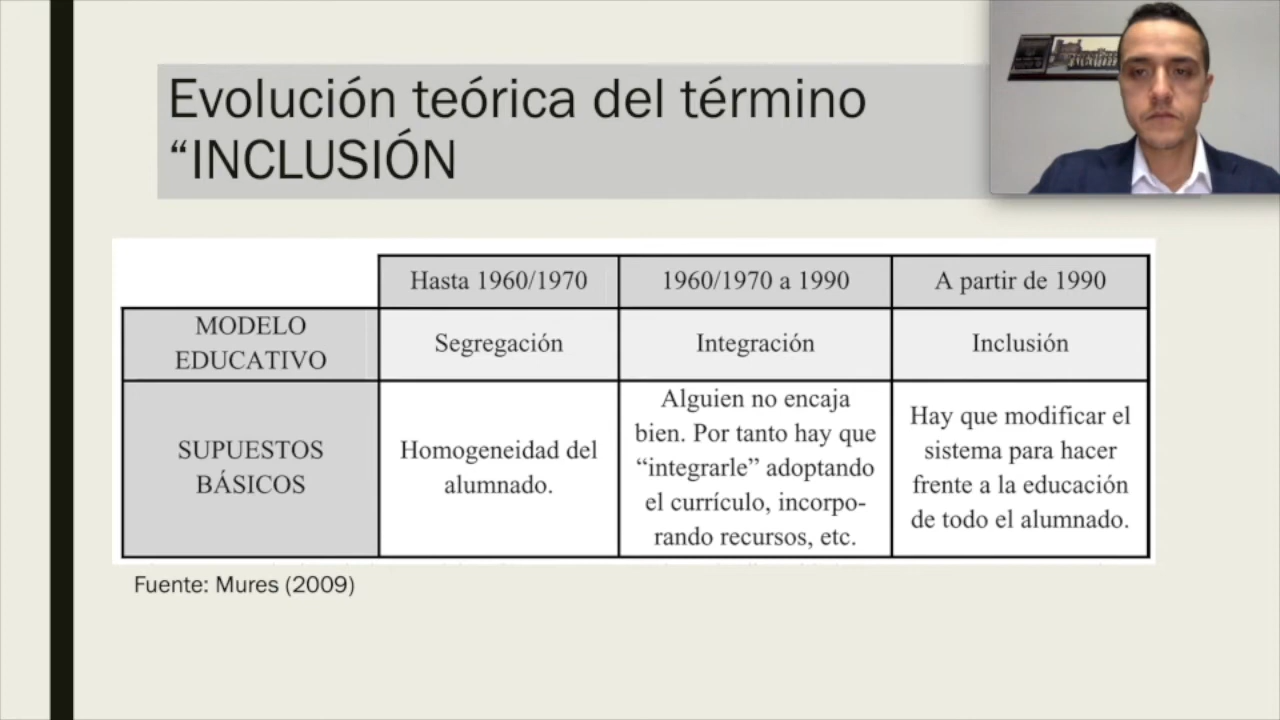 Evolución teórica del término
“INCLUSIÓN
Hasta 1960/1970
1960/1970 a 1990
A partir de 1990
MODELO
EDUCATIVO
Segregación
Integración
Inclusión
SUPUESTOS
BÁSICOS
Homogeneidad del
alumnado.
Alguien no encaja
bien. Por tanto hay que
“integrarle” adoptando
el currículo, incorpo-
rando recursos, etc.
Hay que modificar el
sistema para hacer
frente a la educación
de todo el alumnado.
Fuente: Mures (2009)